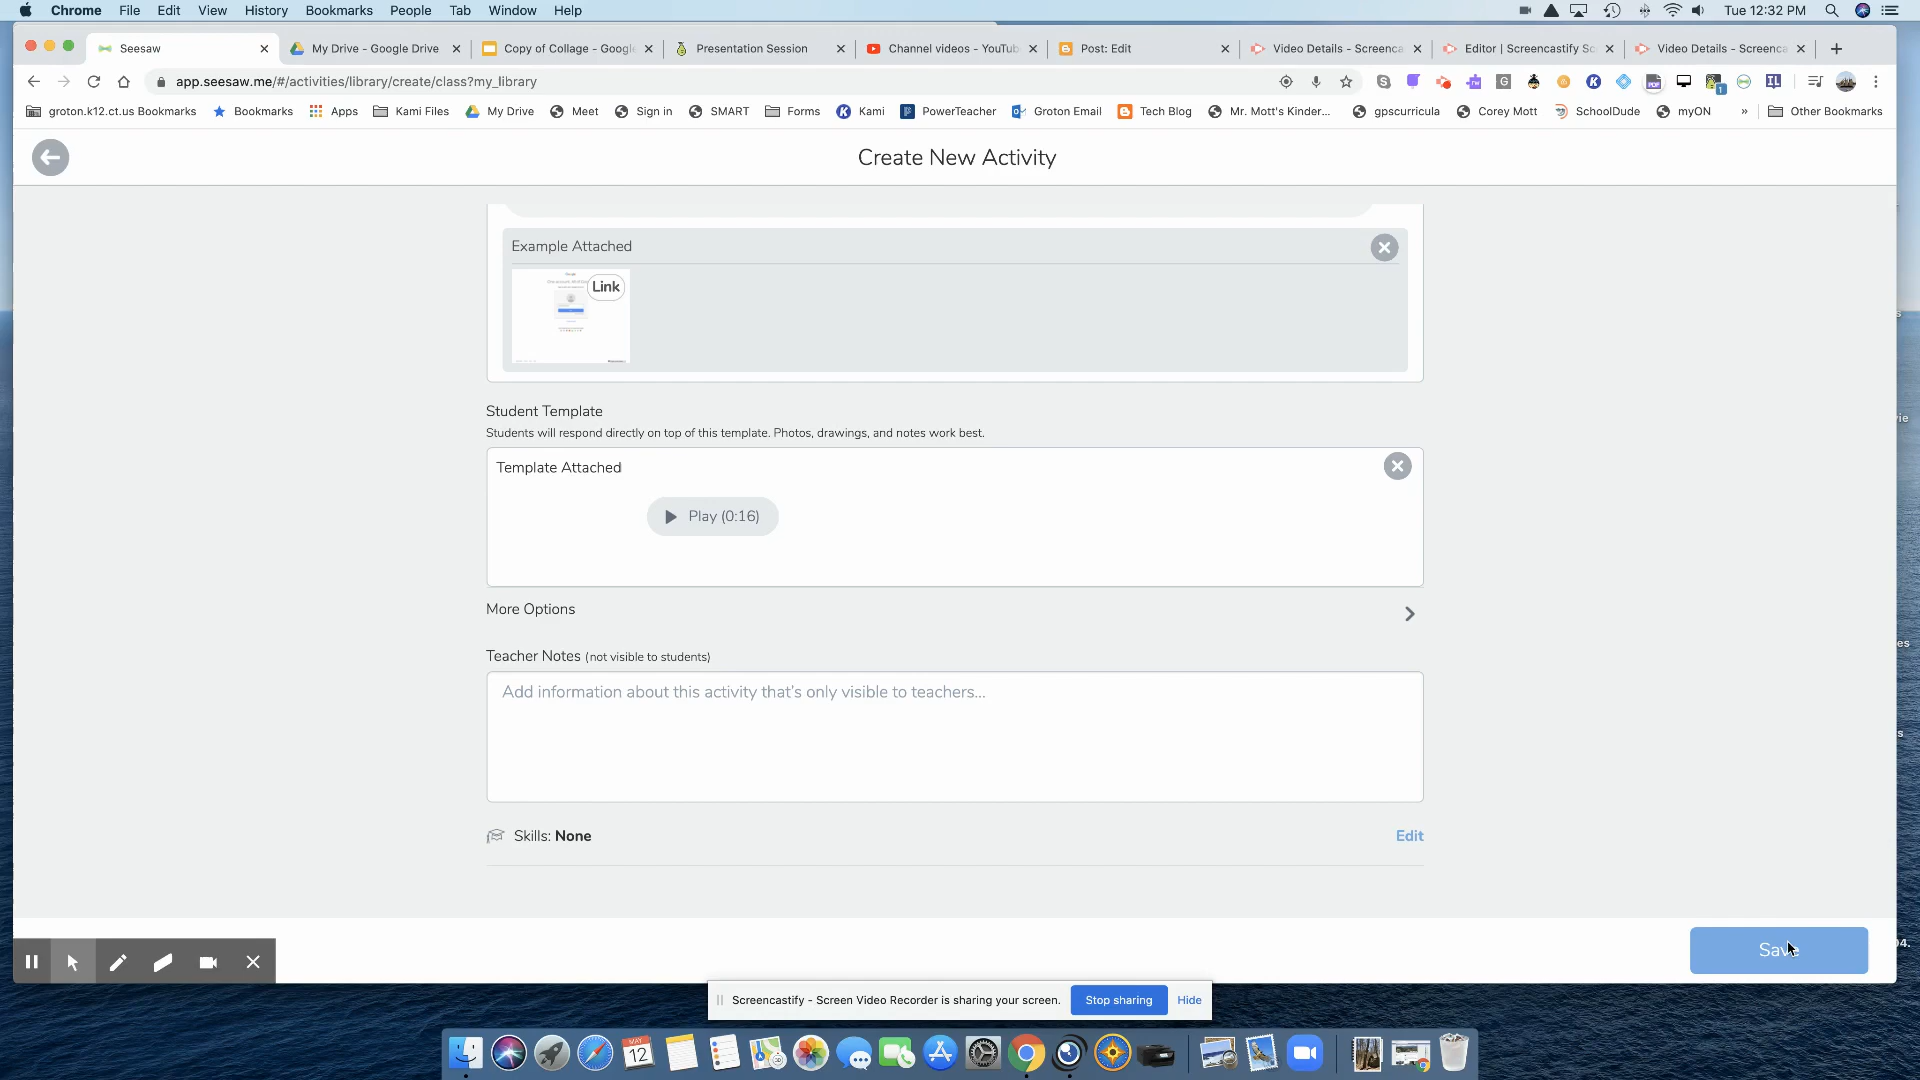 Chrome File Edit View History Bookmarks People Tab Window Help Tue 12:32 PM
Seesaw My Drive - Google Drive Copy of Collage - Google Presentation Session Channel videos - YouTub Post: Edit Video Details - Screenca Editor | Screencastify Sc Video Details - Screenca
app.seesaw.me/#/activities/library/create/class?my_library
groton.k12.ct.us Bookmarks Bookmarks Apps Kami Files My Drive Meet Sign in SMART Forms Kami PowerTeacher Groton Email Tech Blog Mr. Mott's Kinder... gpscurricula Corey Mott SchoolDude myON » Other Bookmarks
Create New Activity
Example Attached
Link
Student Template
Students will respond directly on top of this template. Photos, drawings, and notes work best.
Template Attached
Play (0:16)
More Options
Teacher Notes (not visible to students)
Add information about this activity that's only visible to teachers...
Skills: None Edit
Save
Screencastify - Screen Video Recorder is sharing your screen. Stop sharing Hide
MAY
12